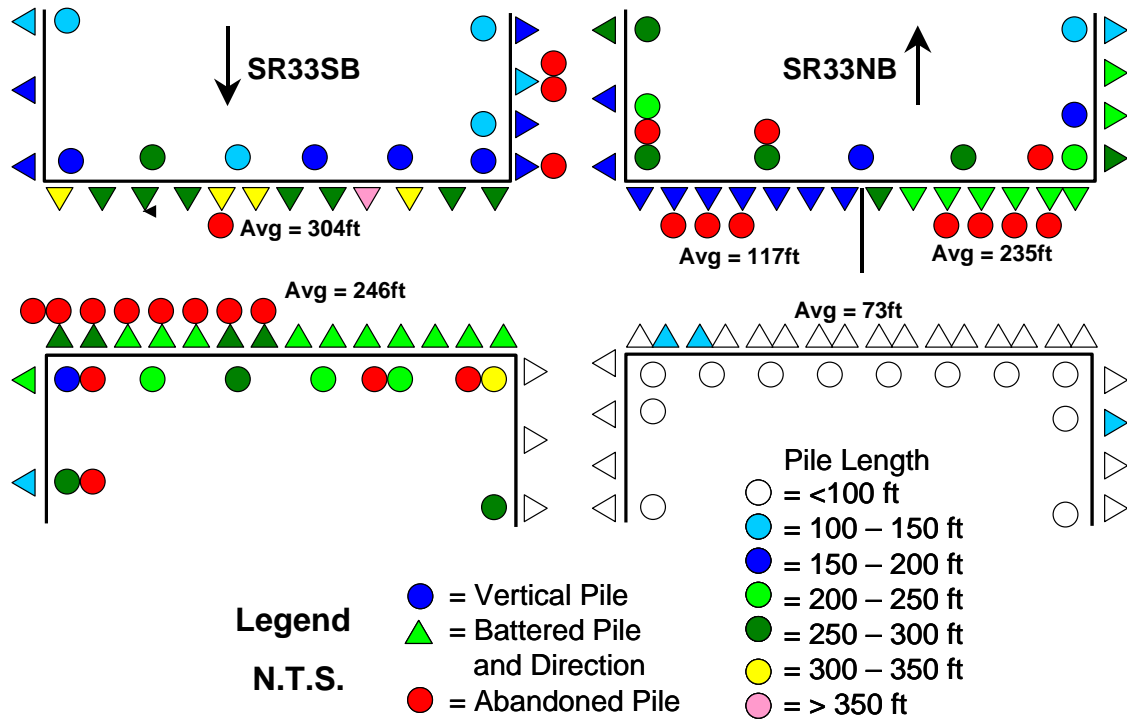 SR33SB
SR33NB
Avg = 304ft
Avg = 117ft
Avg = 235ft
Avg = 246ft
Avg = 73ft
Legend
N.T.S.
= Vertical Pile
= Battered Pile
and Direction
= Abandoned Pile
Pile Length
= <100 ft
= 100 – 150 ft
= 150 – 200 ft
= 200 – 250 ft
= 250 – 300 ft
= 300 – 350 ft
= > 350 ft